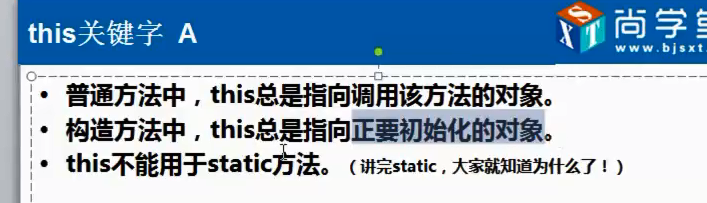 this关键字 A
尚学堂
www.bjsxt.
SXT
• 普通方法中，this总是指向调用该方法的对象。
• 构造方法中，this总是指向正要初始化的对象。
• this不能用于static方法。（讲完static，大家就知道为什么了！）